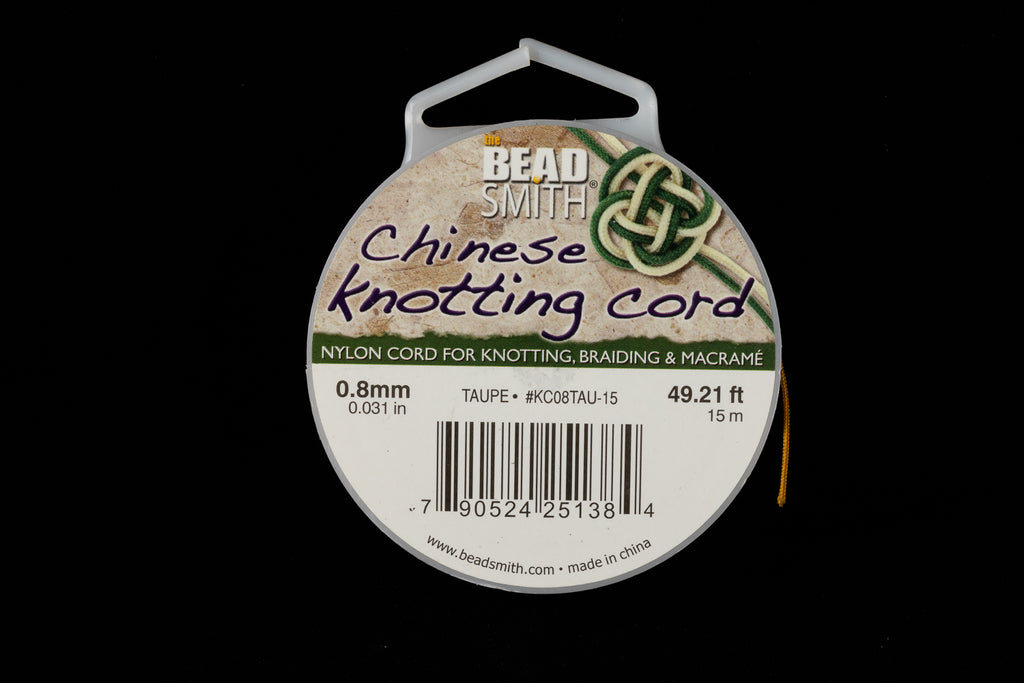 the
BEAD
SMITH®
Chinese
knotting cord
NYLON CORD FOR KNOTTING, BRAIDING & MACRAMÉ
0.8mm TAUPE • #KC08TAU-15 49.21 ft
0.031 in 15 m
7 90524 25138 4
www.beadsmith.com • made in china